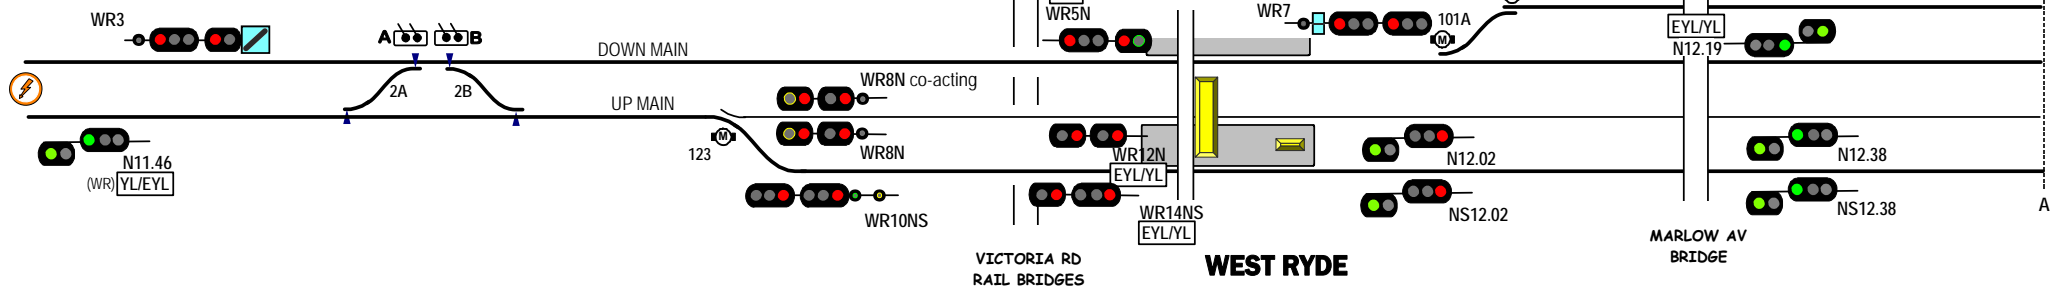 WR3
A
B
2A
2B
DOWN MAIN
UP MAIN
N11.46
(WR) YL/EYL
123
M
WR8N co-acting
WR8N
WR10NS
WR5N
WR12N
EYL/YL
WR14NS
EYL/YL
VICTORIA RD
RAIL BRIDGES
WEST RYDE
WR7
101A
M
N12.02
NS12.02
EYL/YL
N12.19
N12.38
NS12.38
MARLOW AV
BRIDGE
A